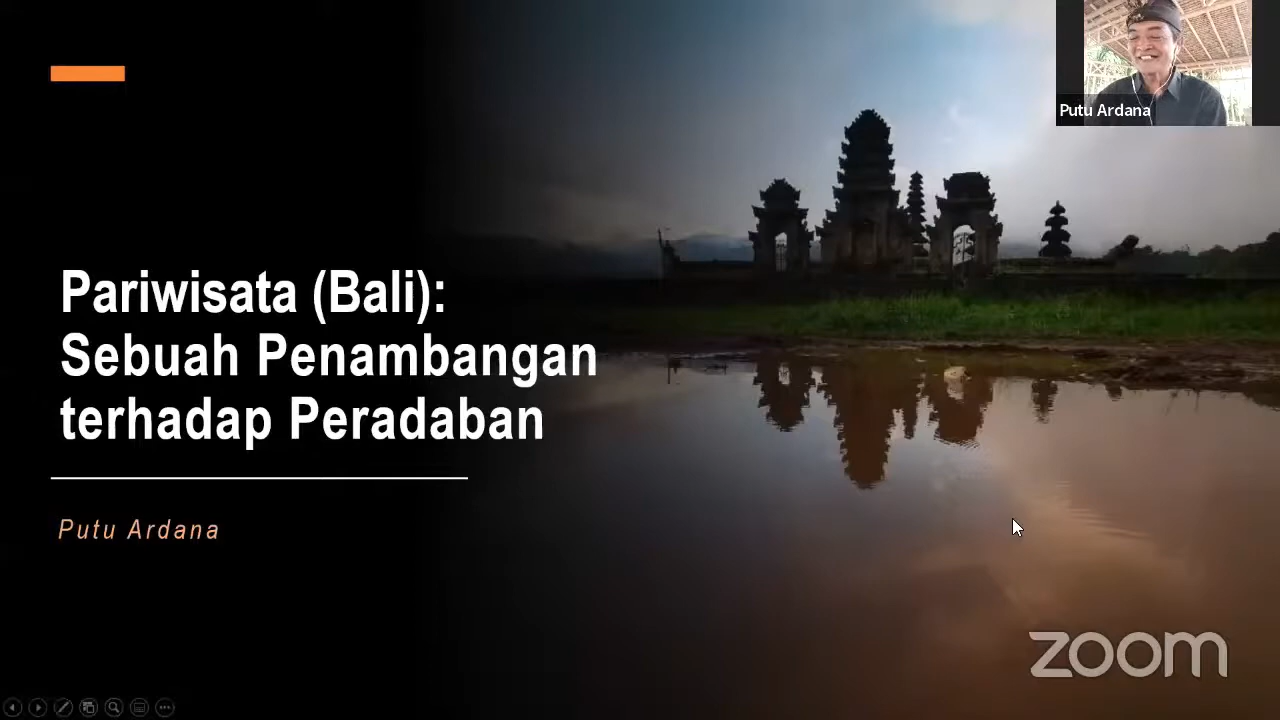 Putu Ardana
Pariwisata (Bali):
Sebuah Penambangan
terhadap Peradaban
Putu Ardana
zoom